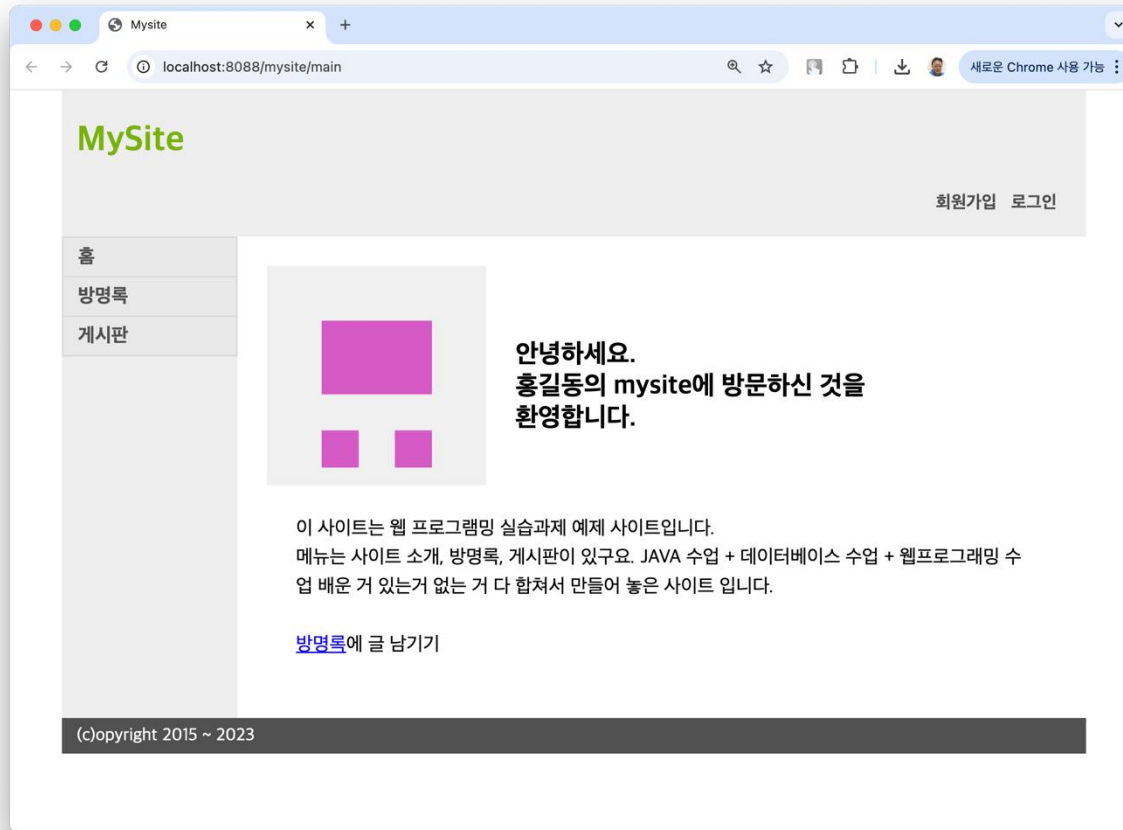 Mysite
localhost:8088/mysite/main
새로운 Chrome 사용 가능
MySite
회원가입 로그인
홈
방명록
게시판
안녕하세요.
홍길동의 mysite에 방문하신 것을
환영합니다.
이 사이트는 웹 프로그램밍 실습과제 예제 사이트입니다.
메뉴는 사이트 소개, 방명록, 게시판이 있구요. JAVA 수업 + 데이터베이스 수업 + 웹프로그래밍 수
업 배운 거 있는거 없는 거 다 합쳐서 만들어 놓은 사이트 입니다.
방명록에 글 남기기
(c)opyright 2015 ~ 2023